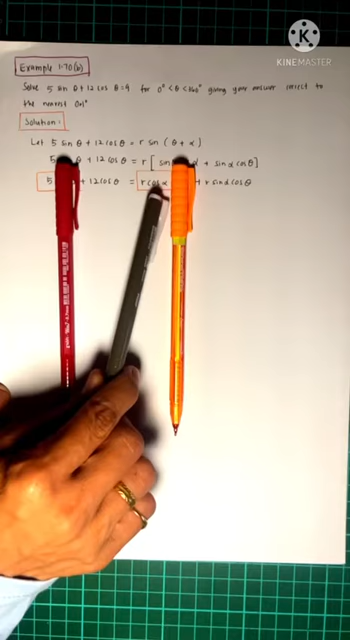 KINEMASTER
Example 1.70(b)
Solve 5 sin θ + 12 cos θ = 9 for 0° < θ < 360° giving your answer correct to
the nearest 0.1°
Solution:
Let 5 sin θ + 12 cos θ = r sin (θ + α)
5 θ + 12 cos θ = r [ sin α + sin α cos θ]
5 + 12 cos θ = r cos α + r sin α cos θ